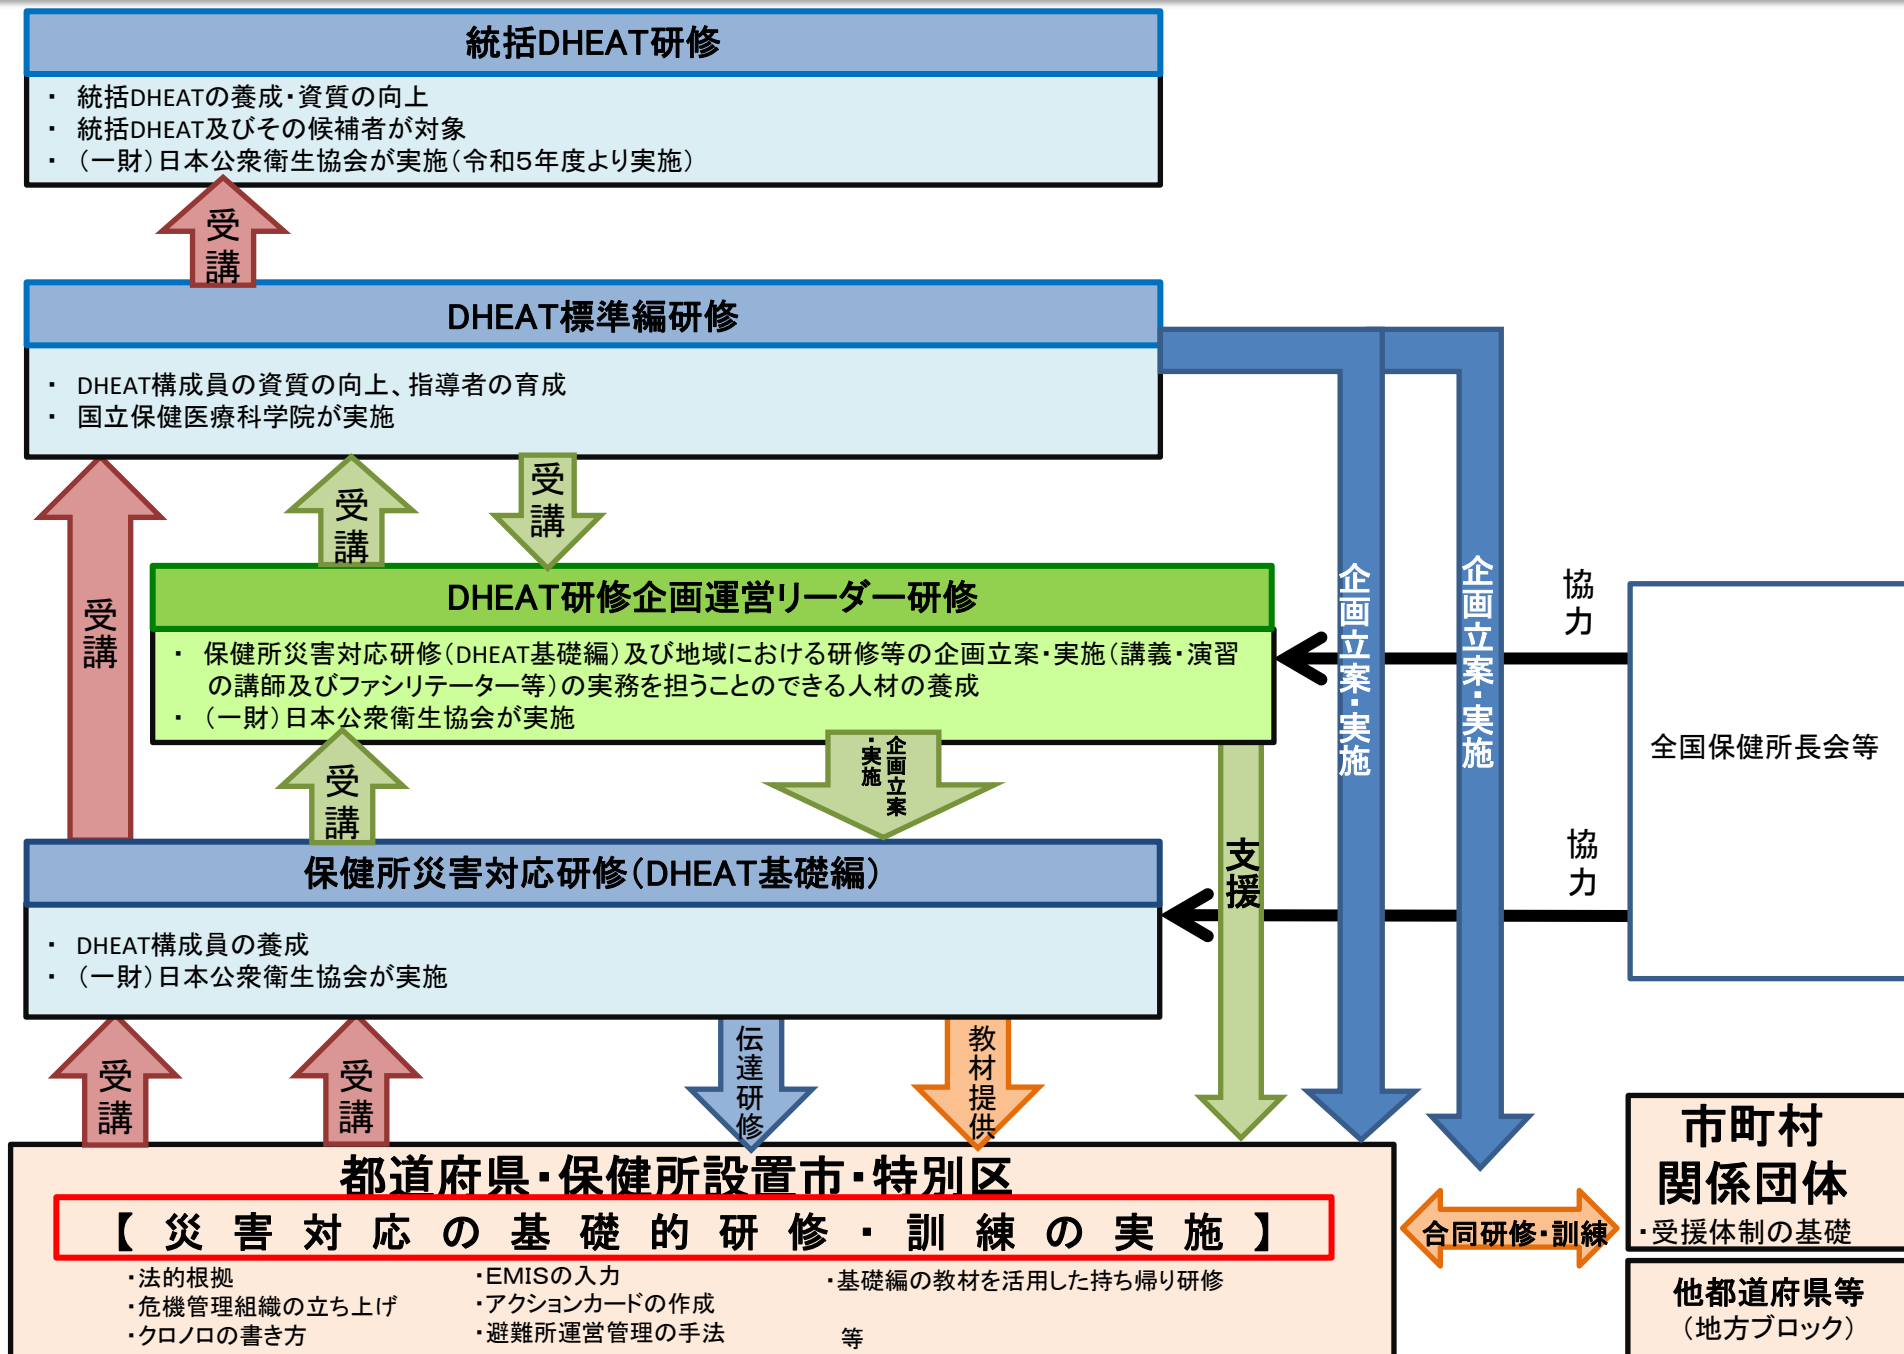 統括DHEAT研修
・ 統括DHEATの養成・資質の向上
・ 統括DHEAT及びその候補者が対象
・ （一財）日本公衆衛生協会が実施（令和５年度より実施）
受講
DHEAT標準編研修
・ DHEAT構成員の資質の向上、指導者の育成
・ 国立保健医療科学院が実施
受講
受講
受講
DHEAT研修企画運営リーダー研修
・ 保健所災害対応研修（DHEAT基礎編）及び地域における研修等の企画立案・実施（講義・演習
の講師及びファシリテーター等）の実務を担うことのできる人材の養成
・ （一財）日本公衆衛生協会が実施
受講
企画立案
・実施
企画立案・実施
企画立案・実施
協力
全国保健所長会等
協力
支援
保健所災害対応研修（DHEAT基礎編）
・ DHEAT構成員の養成
・ （一財）日本公衆衛生協会が実施
受講
受講
伝達研修
教材提供
都道府県・保健所設置市・特別区
【災害対応の基礎的研修・訓練の実施】
・法的根拠
・危機管理組織の立ち上げ
・クロノロの書き方
・EMISの入力
・アクションカードの作成
・避難所運営管理の手法
・基礎編の教材を活用した持ち帰り研修
等
合同研修・訓練
市町村
関係団体
・受援体制の基礎
他都道府県等
（地方ブロック）